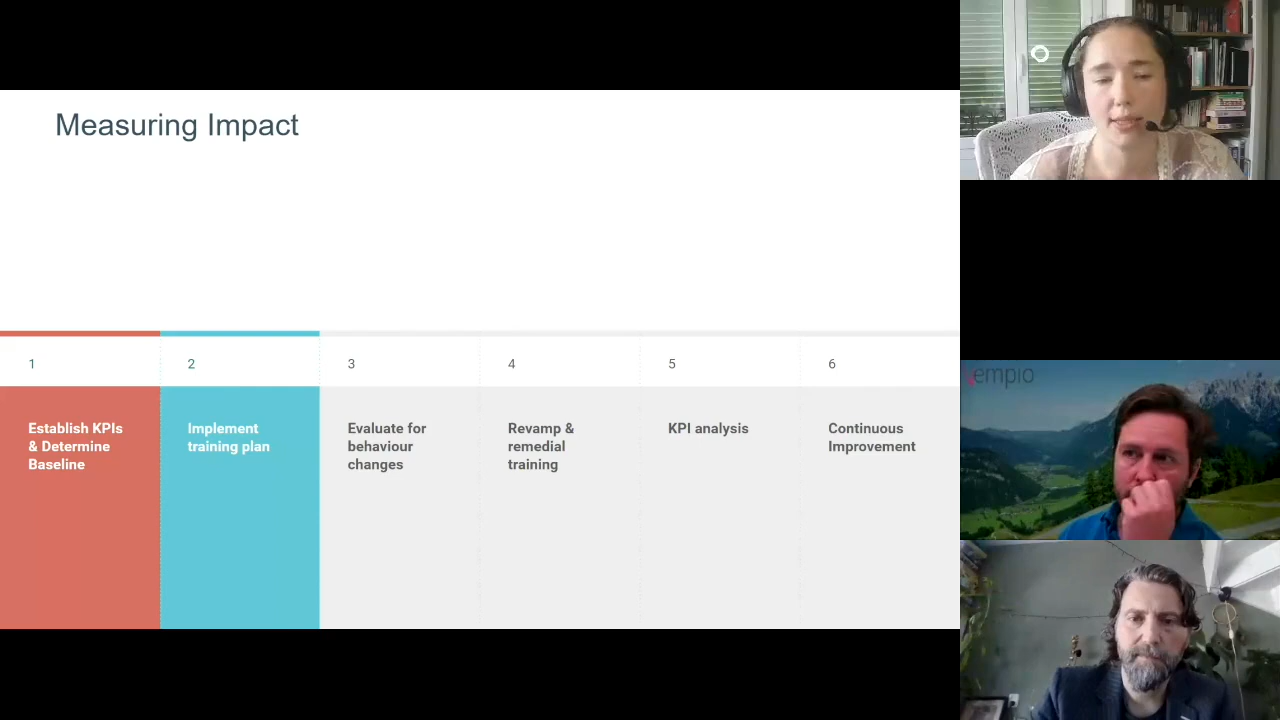 Measuring Impact
1
2
3
4
5
6
Establish KPIs
& Determine
Baseline
Implement
training plan
Evaluate for
behaviour
changes
Revamp &
remedial
training
KPI analysis
Continuous
Improvement